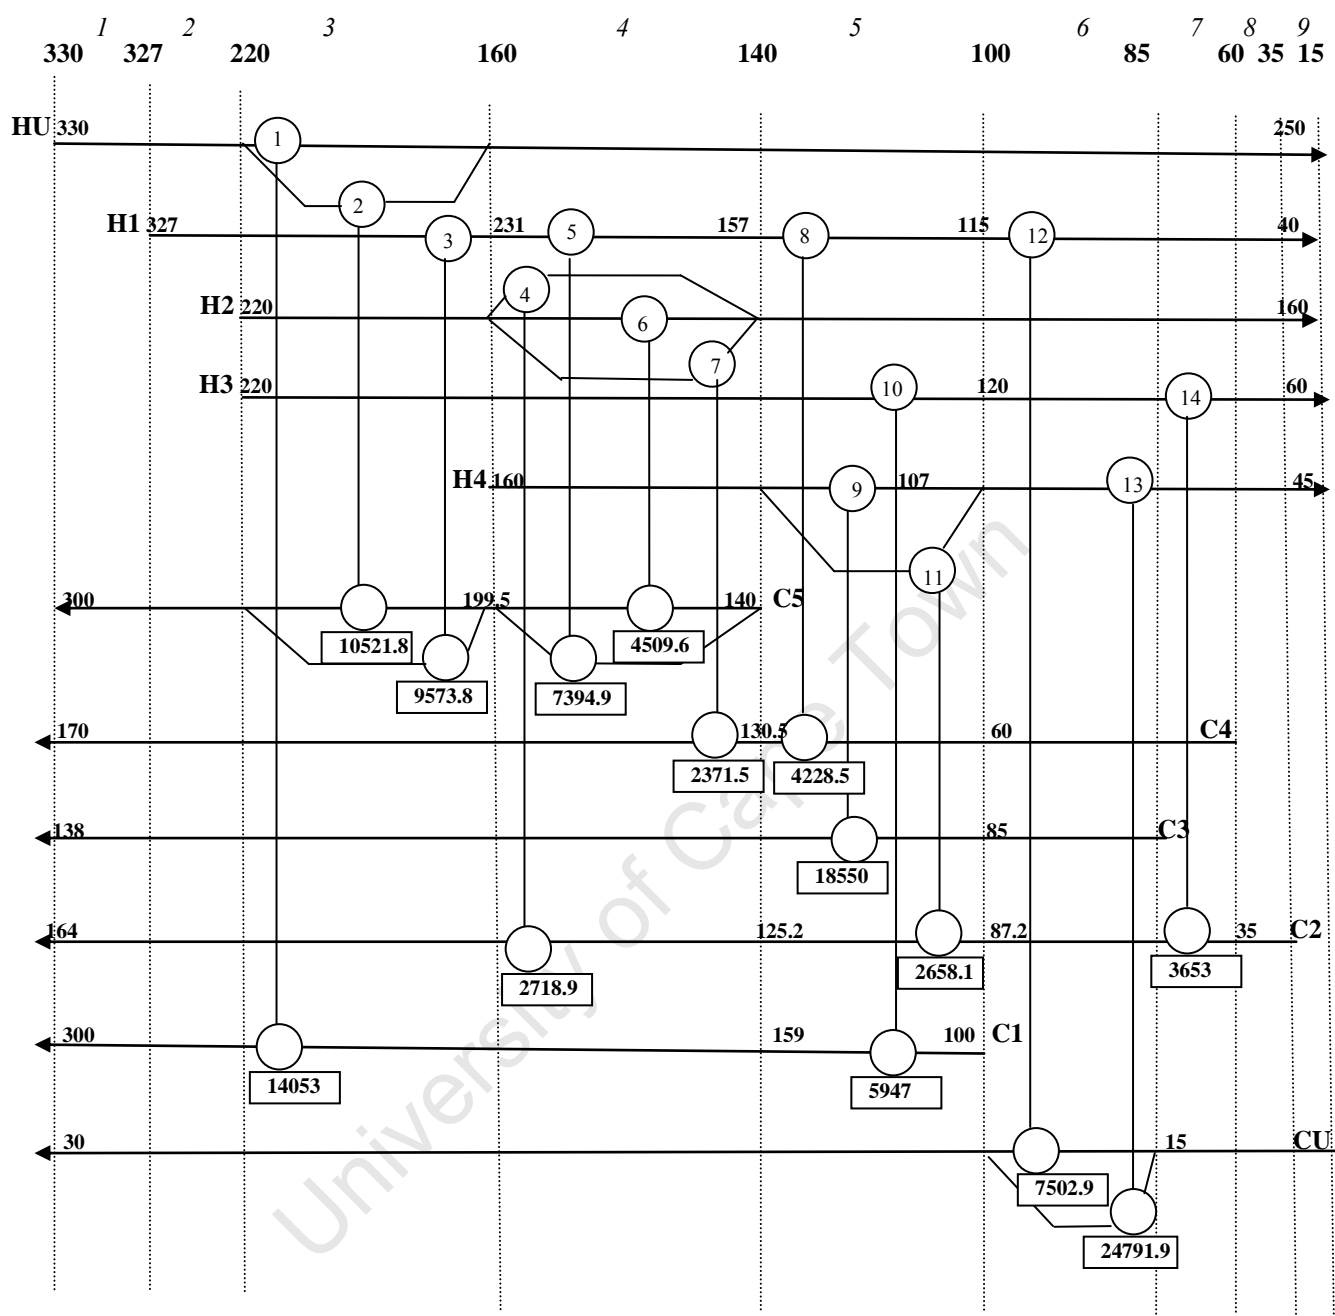 1 2 3 4 5 6 7 8 9
330 327 220 160 140 100 85 60 35 15
HU 330 1 250
2
H1 327 3 231 5 157 8 115 12 40
4
H2 220 6 160
7
H3 220 10 120 14 60
H4 160 9 107 13 45
11
300 199.5 140 C5
10521.8 4509.6
9573.8 7394.9
170 130.5 60 C4
2371.5 4228.5
138 85 C3
18550
164 125.2 87.2 35 C2
2718.9 2658.1 3653
300 159 100 C1
14053 5947
30 15 CU
7502.9
24791.9
University of Cape Town